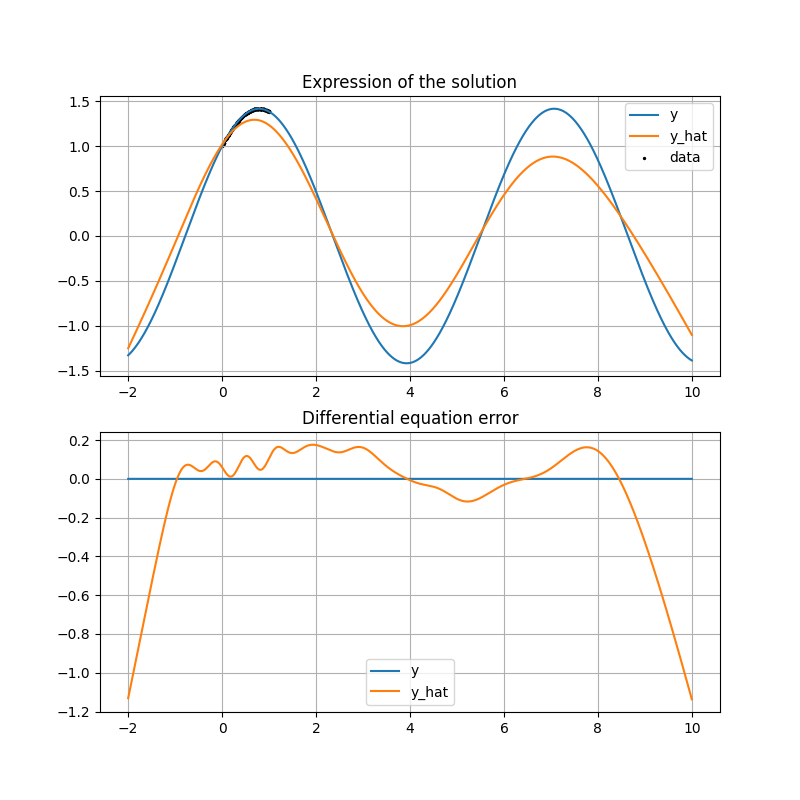 Expression of the solution
1.5
1.0
0.5
0.0
−0.5
−1.0
−1.5
y
y_hat
data
−2 0 2 4 6 8 10
Differential equation error
0.2
0.0
−0.2
−0.4
−0.6
−0.8
−1.0
−1.2
y
y_hat
−2 0 2 4 6 8 10